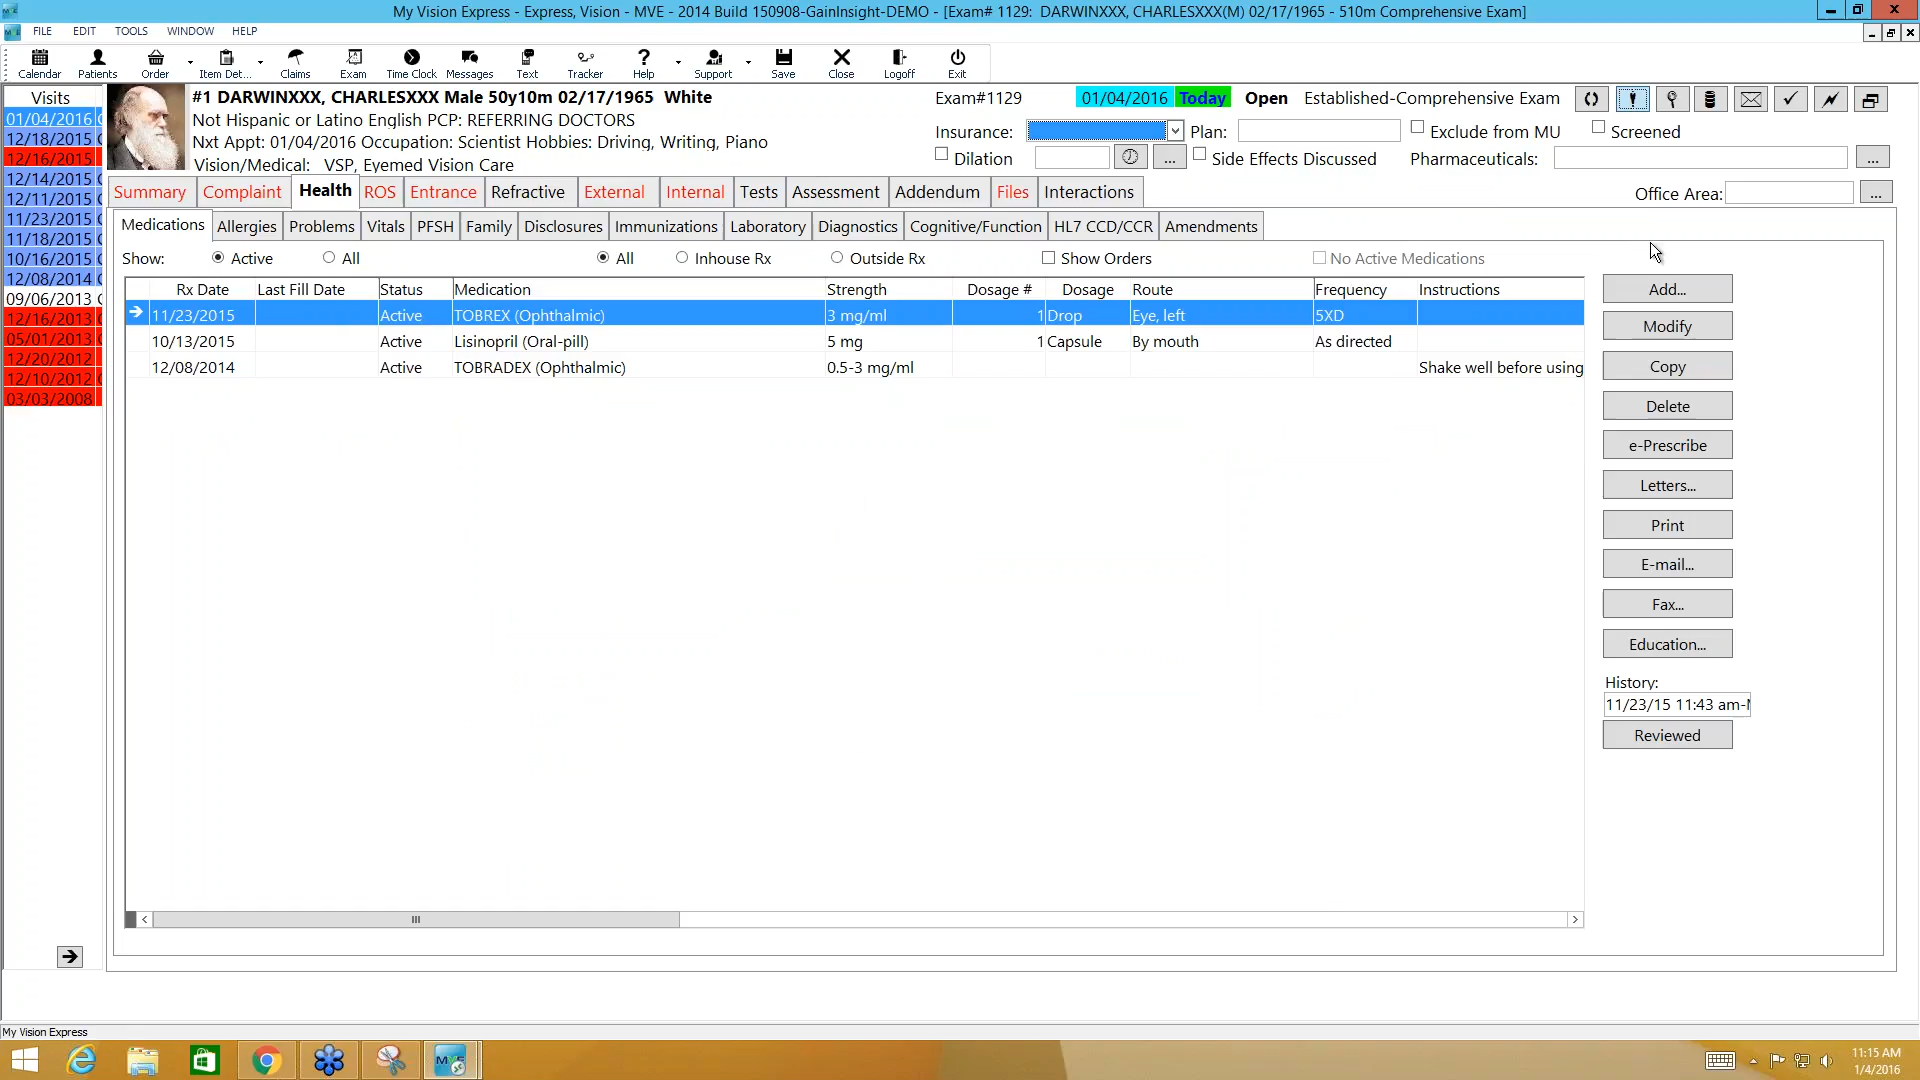 My Vision Express - Express, Vision - MVE - 2014 Build 150908-GainInsight-DEMO - [Exam# 1129:  DARWINXXX, CHARLESXXX(M) 02/17/1965 - 510m Comprehensive Exam]
FILE EDIT TOOLS WINDOW HELP
Calendar Patients Order Item Det... Claims Exam Time Clock Messages Text Tracker Help Support Save Close Logoff Exit
Visits
01/04/2016
12/18/2015
12/16/2015
12/14/2015
12/11/2015
11/23/2015
11/18/2015
10/16/2015
12/08/2014
09/06/2013
12/16/2013
05/01/2013
12/20/2012
12/10/2012
03/03/2008
#1 DARWINXXX, CHARLESXXX Male 50y10m 02/17/1965 White
Not Hispanic or Latino English PCP: REFERRING DOCTORS
Nxt Appt: 01/04/2016 Occupation: Scientist Hobbies: Driving, Writing, Piano
Vision/Medical: VSP, Eyemed Vision Care
Exam#1129 01/04/2016 Today Open Established-Comprehensive Exam
Insurance: Plan: Exclude from MU Screened
Dilation ... Side Effects Discussed Pharmaceuticals: ...
Office Area: ...
Summary Complaint Health ROS Entrance Refractive External Internal Tests Assessment Addendum Files Interactions
Medications Allergies Problems Vitals PFSH Family Disclosures Immunizations Laboratory Diagnostics Cognitive/Function HL7 CCD/CCR Amendments
Show: Active All All Inhouse Rx Outside Rx Show Orders No Active Medications
Rx Date Last Fill Date Status Medication Strength Dosage # Dosage Route Frequency Instructions
11/23/2015 Active TOBREX (Ophthalmic) 3 mg/ml 1 Drop Eye, left 5XD
10/13/2015 Active Lisinopril (Oral-pill) 5 mg 1 Capsule By mouth As directed
12/08/2014 Active TOBRADEX (Ophthalmic) 0.5-3 mg/ml Shake well before using
Add...
Modify
Copy
Delete
e-Prescribe
Letters...
Print
E-mail...
Fax...
Education...
History:
11/23/15 11:43 am-
Reviewed
My Vision Express
11:15 AM
1/4/2016